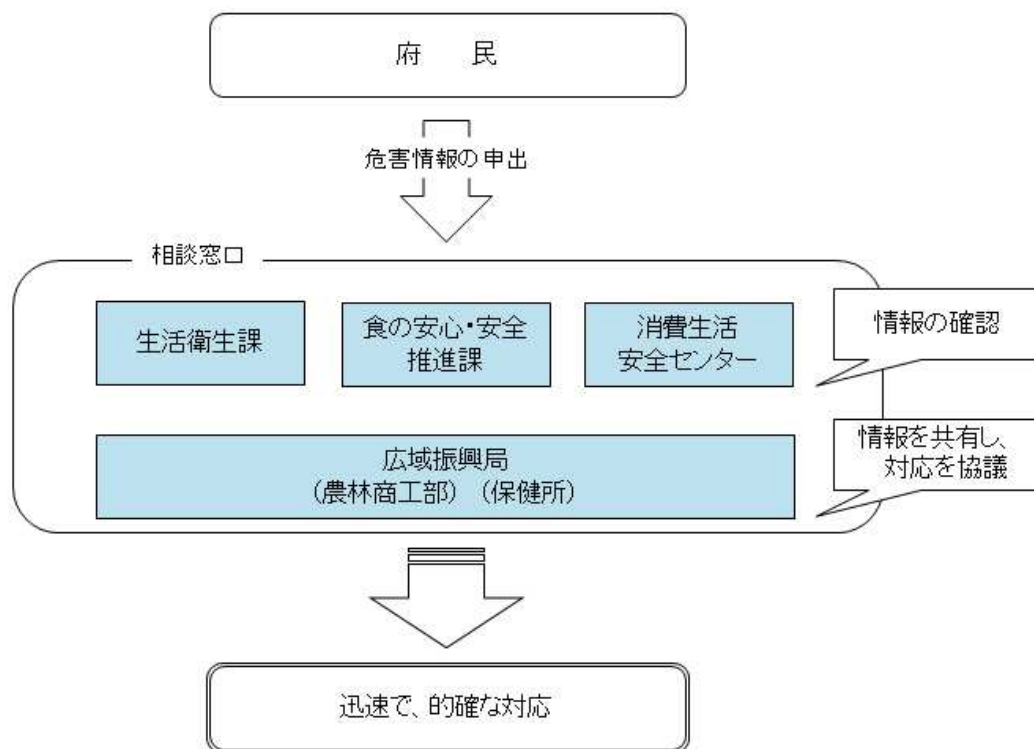 府　　民
危害情報の申出
相談窓口
生活衛生課
食の安心・安全
推進課
消費生活
安全センター
情報の確認
広域振興局
（農林商工部）　（保健所）
情報を共有し、
対応を協議
迅速で、的確な対応